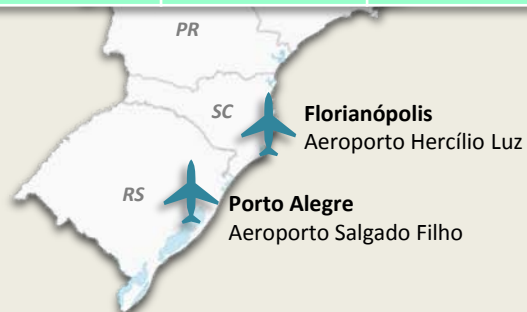 PR
SC
Florianópolis
Aeroporto Hercílio Luz
RS
Porto Alegre
Aeroporto Salgado Filho